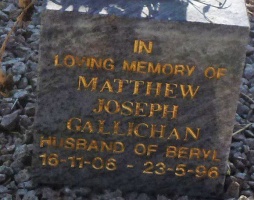 IN
LOVING MEMORY OF
MATTHEW
JOSEPH
GALLICHAN
HUSBAND OF BERYL
16-11-06 - 23-5-96